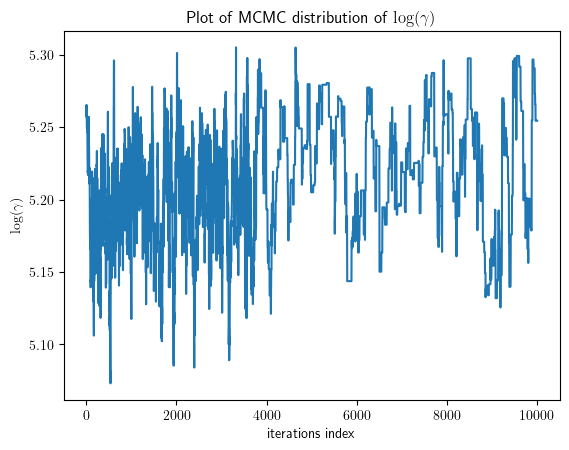 Plot of MCMC distribution of log(γ)
5.30
5.25
5.20
5.15
5.10
log(γ)
0 2000 4000 6000 8000 10000
iterations index